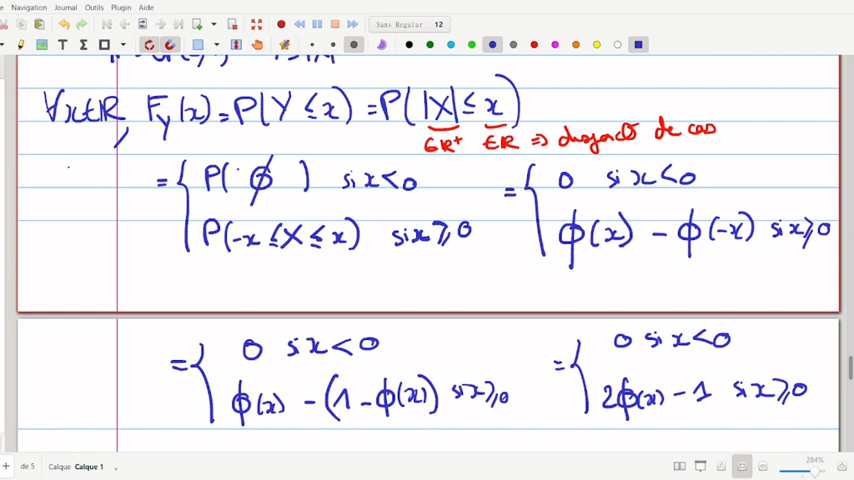 Navigation Outils Plugin Aide
Sans Regular 12
∀x∈ℝ, F_Y(x) = P(Y ≤ x) = P(|X| ≤ x)
∈ℝ+ ∈ℝ => disjonct° de cas
= { P( ∅ ) si x<0 = { 0 si x<0
P(-x ≤ X ≤ x) si x ≥ 0 ϕ(x) - ϕ(-x) si x ≥ 0
= { 0 si x < 0 = { 0 si x < 0
ϕ(x) - (1 - ϕ(x)) si x ≥ 0 2ϕ(x) - 1 si x ≥ 0
de 5 Calque Calque 1 284%